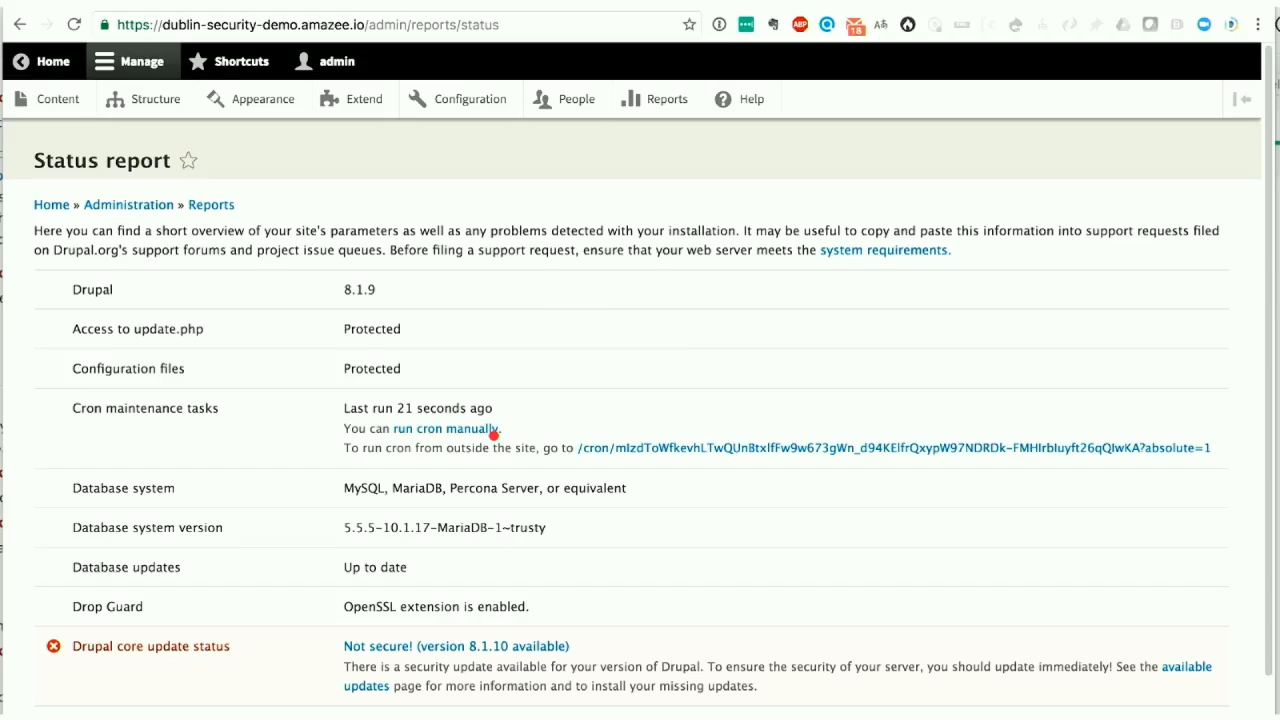 https://dublin-security-demo.amazee.io/admin/reports/status
ABP
18
Home Manage Shortcuts admin
Content Structure Appearance Extend Configuration People Reports Help
Status report
Home » Administration » Reports
Here you can find a short overview of your site's parameters as well as any problems detected with your installation. It may be useful to copy and paste this information into support requests filed
on Drupal.org's support forums and project issue queues. Before filing a support request, ensure that your web server meets the system requirements.
Drupal 8.1.9
Access to update.php Protected
Configuration files Protected
Cron maintenance tasks Last run 21 seconds ago
You can run cron manually.
To run cron from outside the site, go to /cron/mIzdToWfkevhLTwQUnBtxlfFw9w673gWn_d94KElfrQxypW97NDRDk-FMHIrbIuyft26qQIwKA?absolute=1
Database system MySQL, MariaDB, Percona Server, or equivalent
Database system version 5.5.5-10.1.17-MariaDB-1~trusty
Database updates Up to date
Drop Guard OpenSSL extension is enabled.
Drupal core update status Not secure! (version 8.1.10 available)
There is a security update available for your version of Drupal. To ensure the security of your server, you should update immediately! See the available
updates page for more information and to install your missing updates.